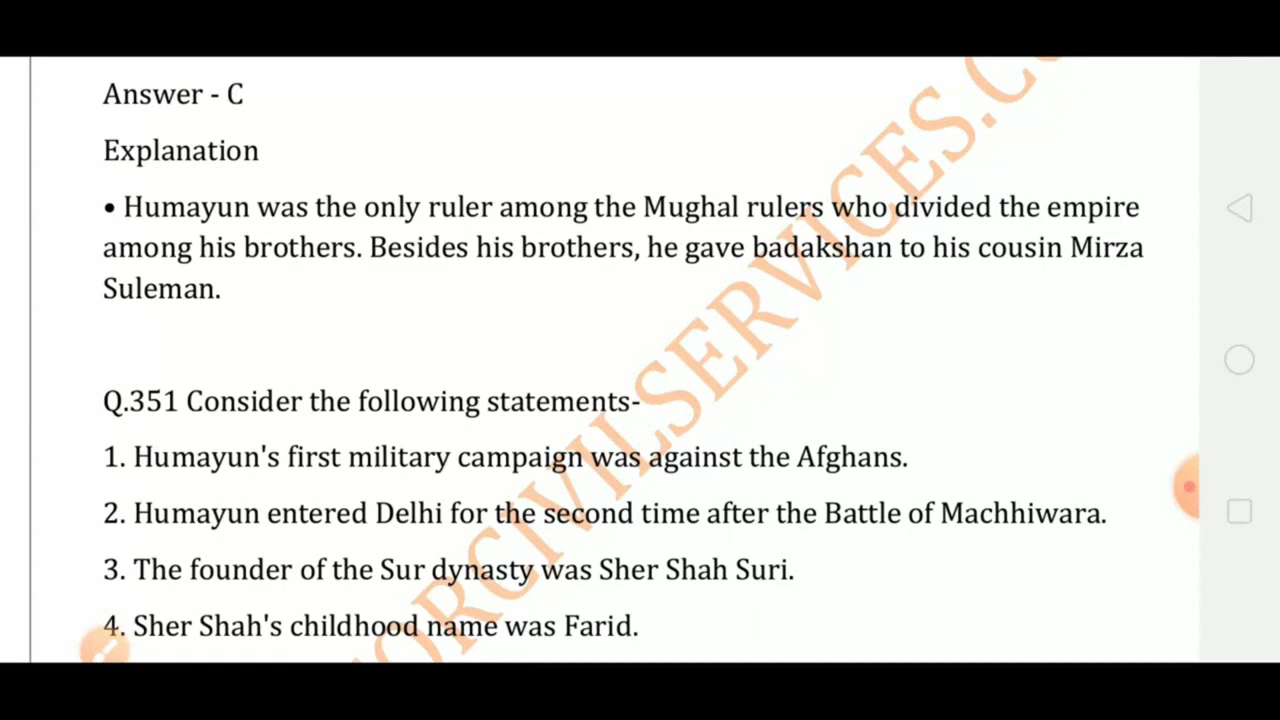 Answer - C
Explanation
• Humayun was the only ruler among the Mughal rulers who divided the empire
among his brothers. Besides his brothers, he gave badakshan to his cousin Mirza
Suleman.
Q.351 Consider the following statements-
1. Humayun's first military campaign was against the Afghans.
2. Humayun entered Delhi for the second time after the Battle of Machhiwara.
3. The founder of the Sur dynasty was Sher Shah Suri.
4. Sher Shah's childhood name was Farid.
FORCIVILSERVICES.CO